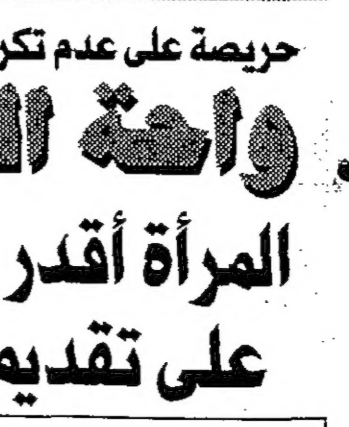 حريصة على عدم تكر
واحة ال
المرأة أقدر
على تقديم